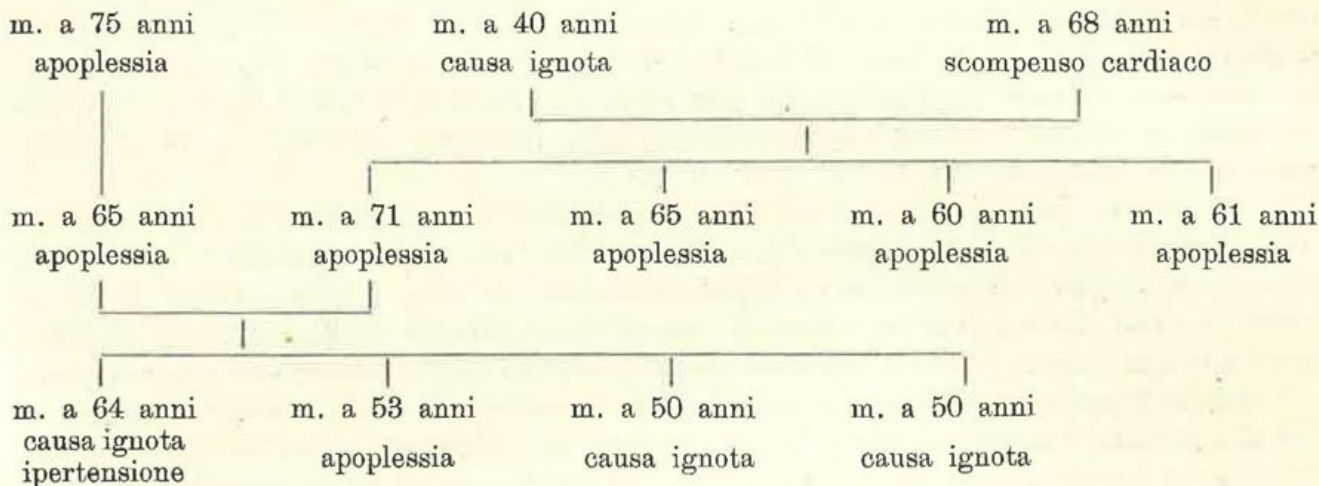 m. a 75 anni
apoplessia
m. a 40 anni
causa ignota
m. a 68 anni
scompenso cardiaco
m. a 65 anni
apoplessia
m. a 71 anni
apoplessia
m. a 65 anni
apoplessia
m. a 60 anni
apoplessia
m. a 61 anni
apoplessia
m. a 64 anni
causa ignota
ipertensione
m. a 53 anni
apoplessia
m. a 50 anni
causa ignota
m. a 50 anni
causa ignota